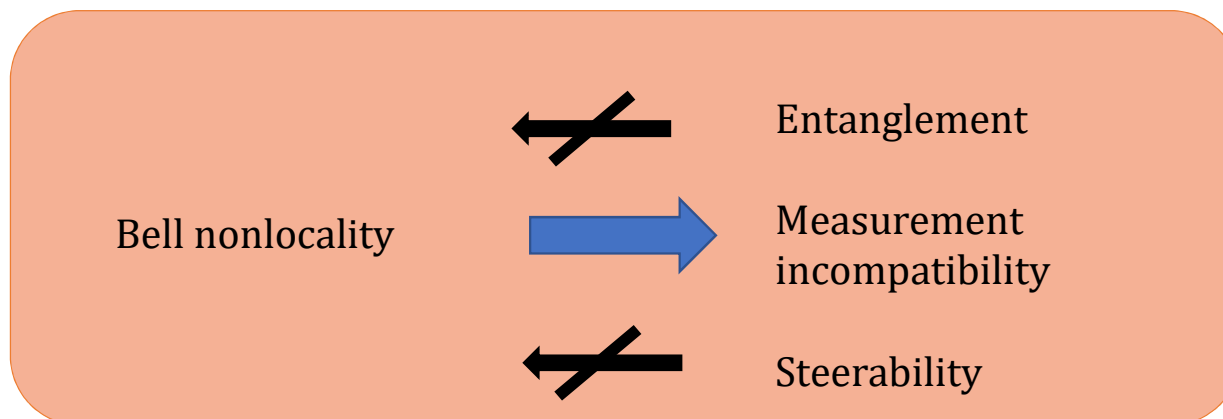 Entanglement
Bell nonlocality
Measurement
incompatibility
Steerability